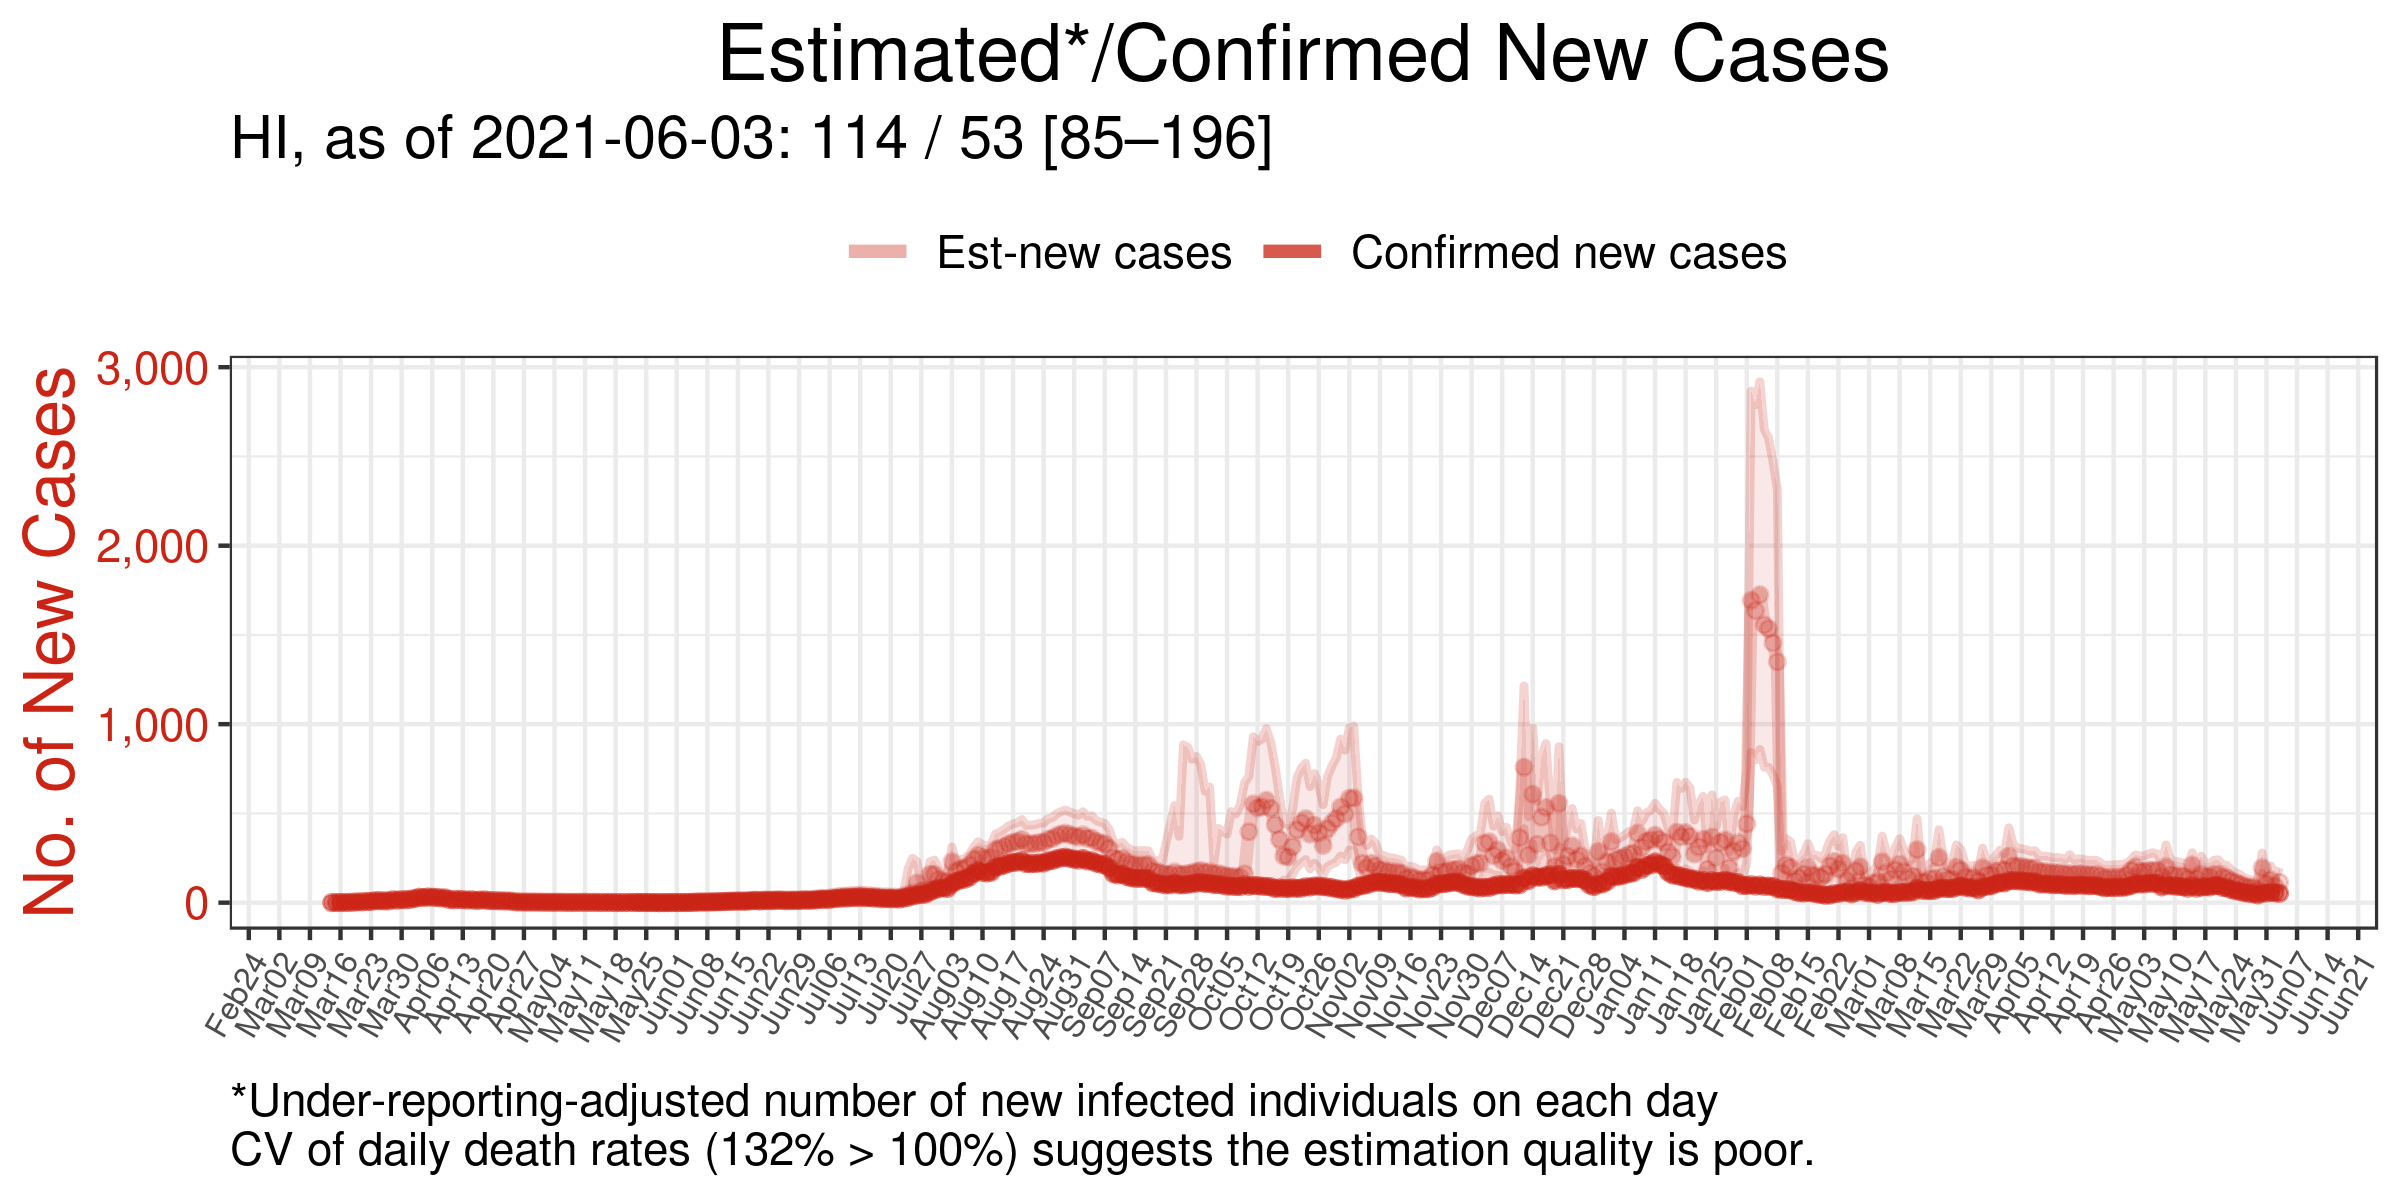 Estimated*/Confirmed New Cases
HI, as of 2021-06-03: 114 / 53 [85–196]
Est-new cases Confirmed new cases
No. of New Cases
3,000
2,000
1,000
0
Feb24 Mar02 Mar09 Mar16 Mar23 Mar30 Apr06 Apr13 Apr20 Apr27 May04 May11 May18 May25 Jun01 Jun08 Jun15 Jun22 Jun29 Jul06 Jul13 Jul20 Jul27 Aug03 Aug10 Aug17 Aug24 Aug31 Sep07 Sep14 Sep21 Sep28 Oct05 Oct12 Oct19 Oct26 Nov02 Nov09 Nov16 Nov23 Nov30 Dec07 Dec14 Dec21 Dec28 Jan04 Jan11 Jan18 Jan25 Feb01 Feb08 Feb15 Feb22 Mar01 Mar08 Mar15 Mar22 Mar29 Apr05 Apr12 Apr19 Apr26 May03 May10 May17 May24 May31 Jun07 Jun14 Jun21
*Under-reporting-adjusted number of new infected individuals on each day
CV of daily death rates (132% > 100%) suggests the estimation quality is poor.